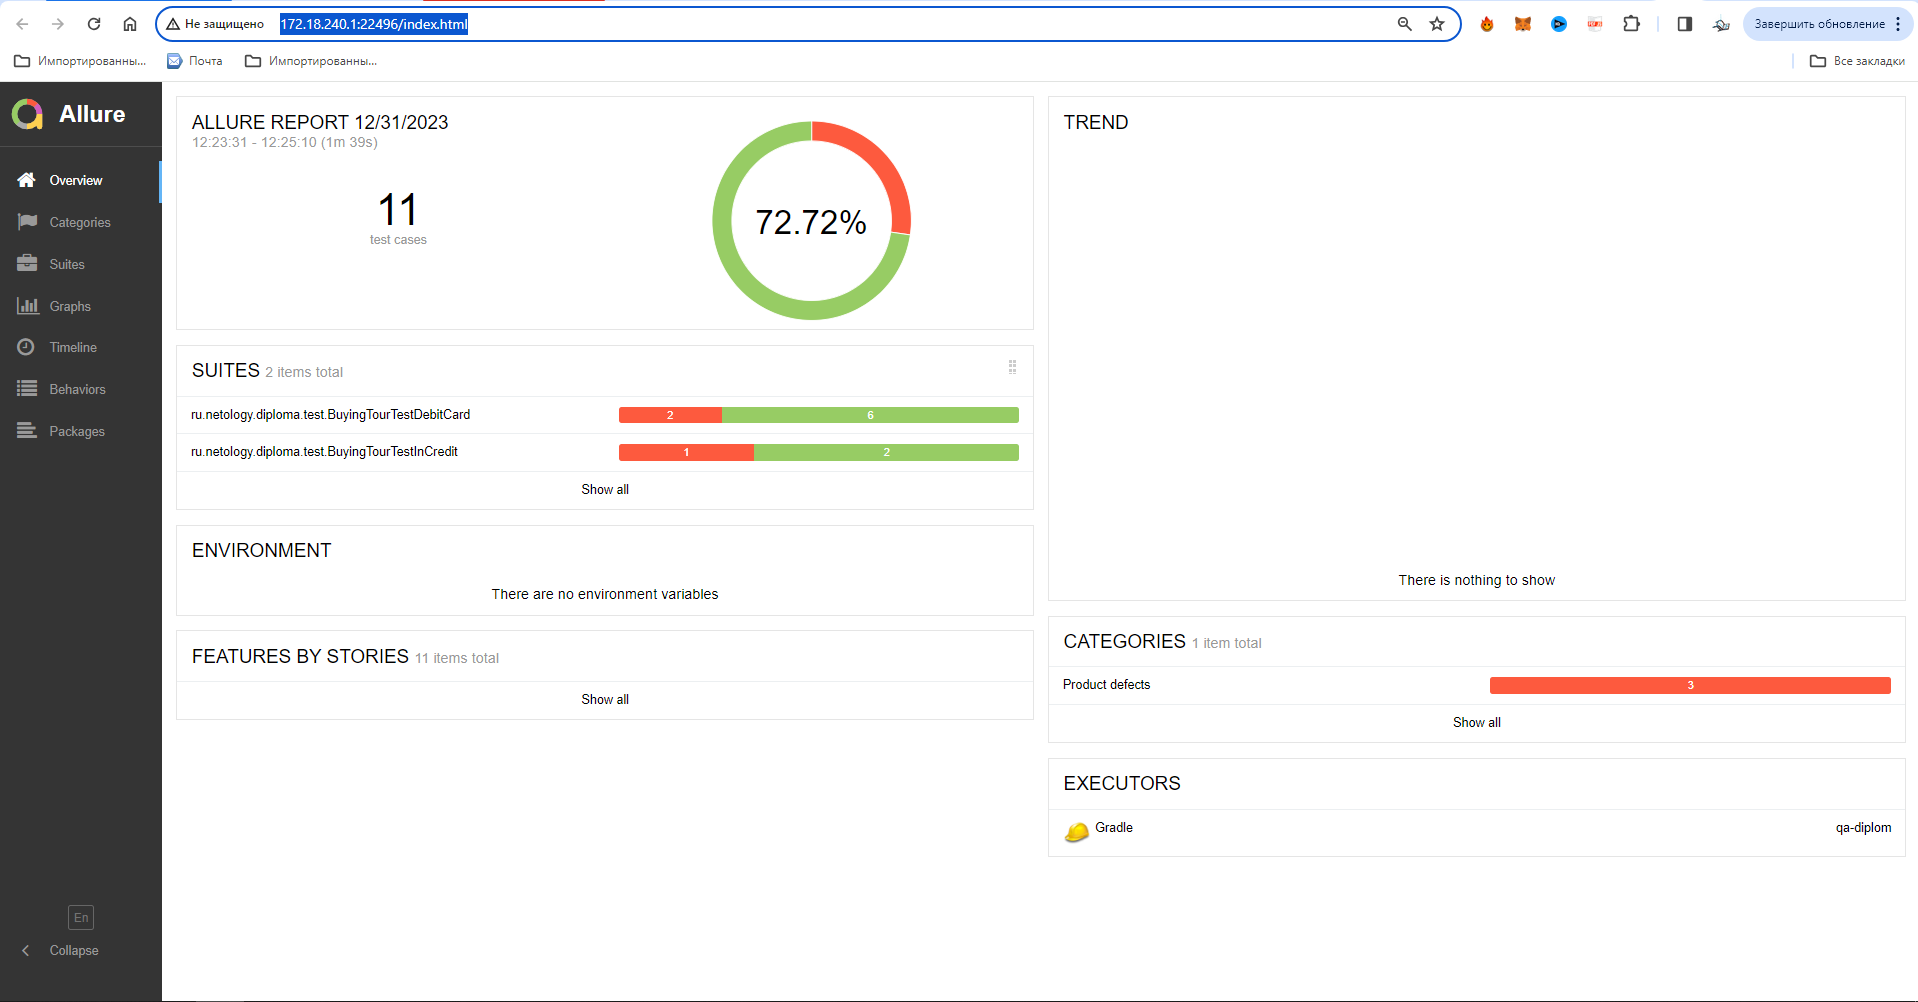 Не защищено
172.18.240.1:22496/index.html
Завершить обновление
Импортированны...
Почта
Импортированны...
Все закладки
Allure
Overview
Categories
Suites
Graphs
Timeline
Behaviors
Packages
En
Collapse
ALLURE REPORT 12/31/2023
12:23:31 - 12:25:10 (1m 39s)
11
test cases
72.72%
SUITES 2 items total
ru.netology.diploma.test.BuyingTourTestDebitCard 2 6
ru.netology.diploma.test.BuyingTourTestInCredit 1 2
Show all
ENVIRONMENT
There are no environment variables
FEATURES BY STORIES 11 items total
Show all
TREND
There is nothing to show
CATEGORIES 1 item total
Product defects 3
Show all
EXECUTORS
Gradle qa-diplom